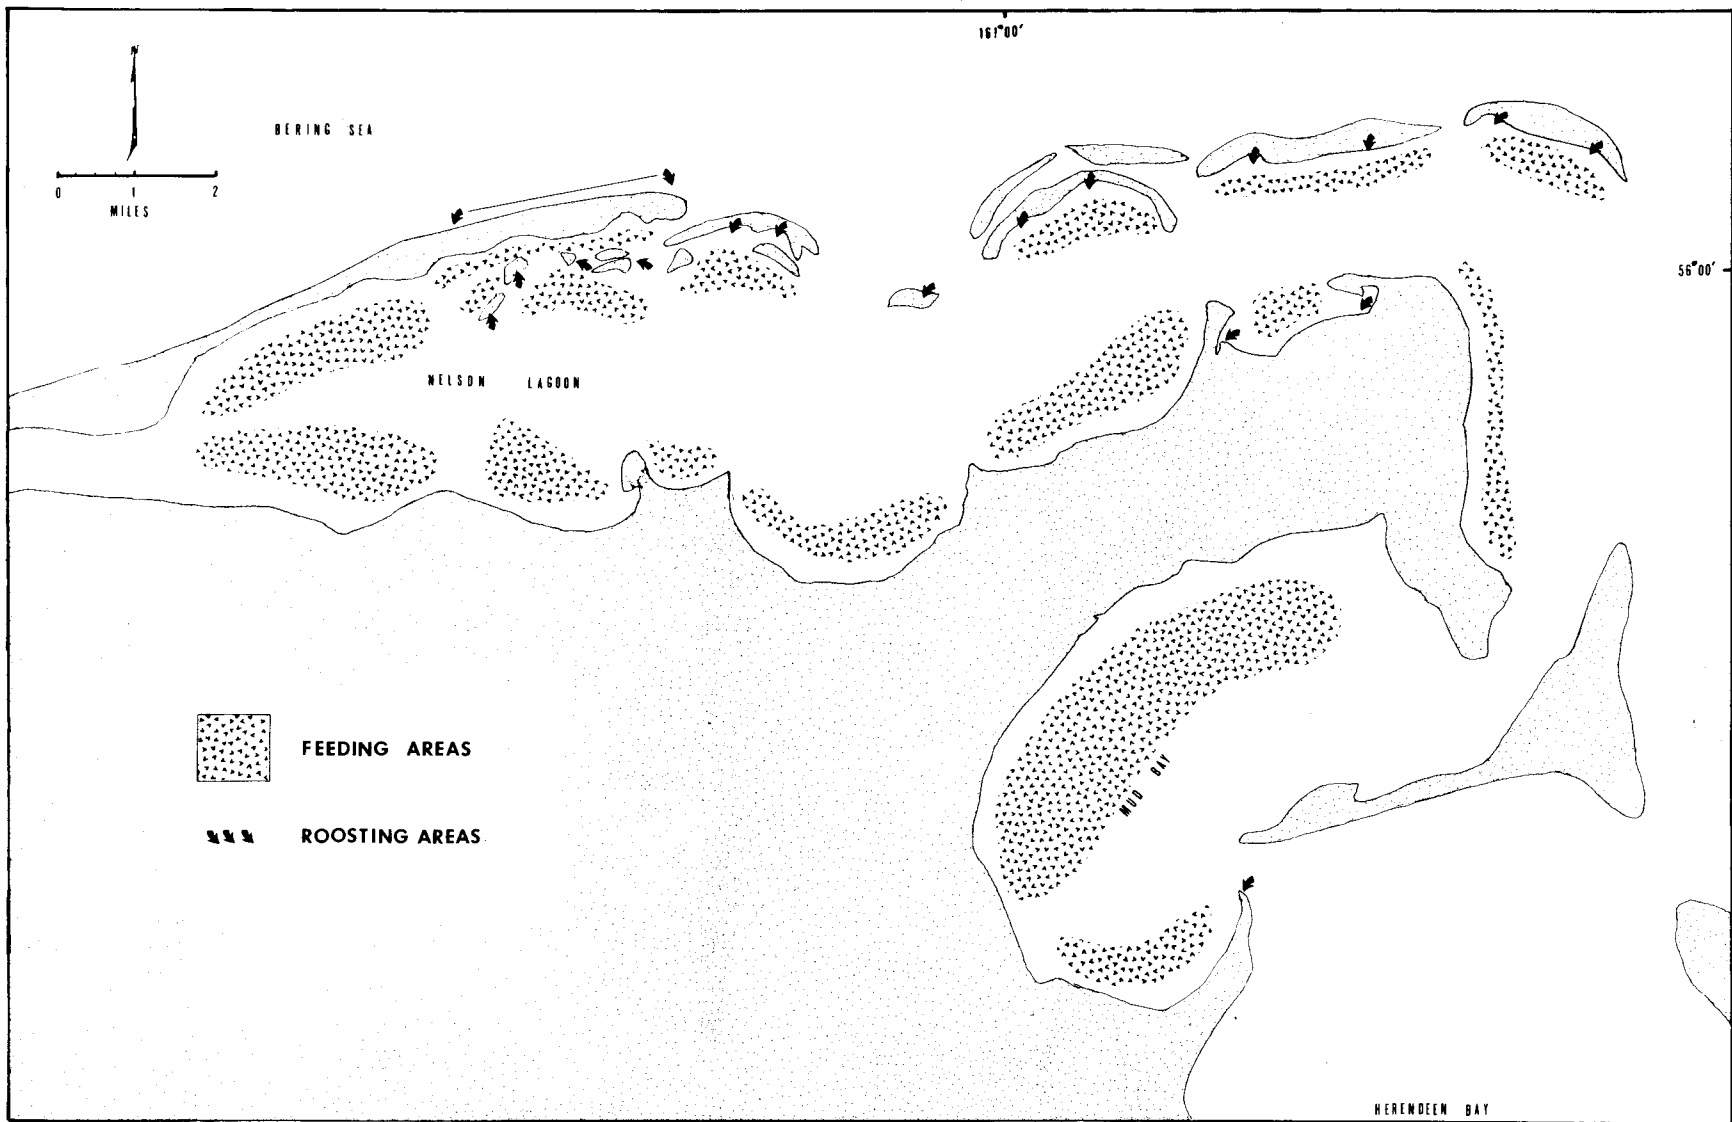 161°00'
N
BERING SEA
0 1 2
MILES
56°00'
NELSON LAGOON
FEEDING AREAS
MUD BAY
ROOSTING AREAS
HERENDEEN BAY